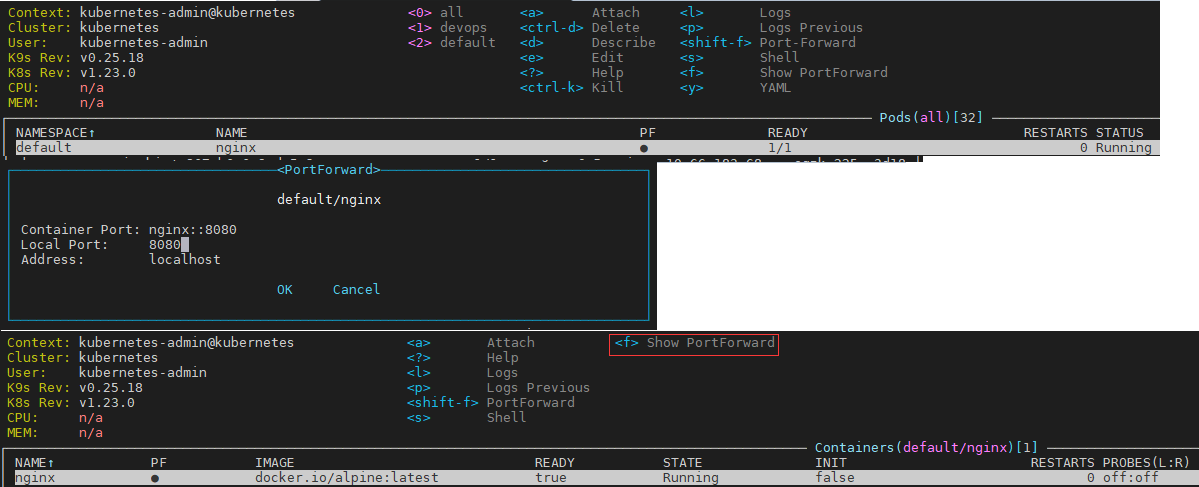 Context: kubernetes-admin@kubernetes <0> all <a> Attach <l> Logs
Cluster: kubernetes <1> devops <ctrl-d> Delete <p> Logs Previous
User: kubernetes-admin <2> default <d> Describe <shift-f> Port-Forward
K9s Rev: v0.25.18 <e> Edit <s> Shell
K8s Rev: v1.23.0 <?> Help <f> Show PortForward
CPU: n/a <ctrl-k> Kill <y> YAML
MEM: n/a
Pods(all)[32]
NAMESPACE↑ NAME PF READY RESTARTS STATUS
default nginx ● 1/1 0 Running
<PortForward>
default/nginx
Container Port: nginx::8080
Local Port: 8080
Address: localhost
OK Cancel
Context: kubernetes-admin@kubernetes <a> Attach <f> Show PortForward
Cluster: kubernetes <?> Help
User: kubernetes-admin <l> Logs
K9s Rev: v0.25.18 <p> Logs Previous
K8s Rev: v1.23.0 <shift-f> PortForward
CPU: n/a <s> Shell
MEM: n/a
Containers(default/nginx)[1]
NAME↑ PF IMAGE READY STATE INIT RESTARTS PROBES(L:R)
nginx ● docker.io/alpine:latest true Running false 0 off:off